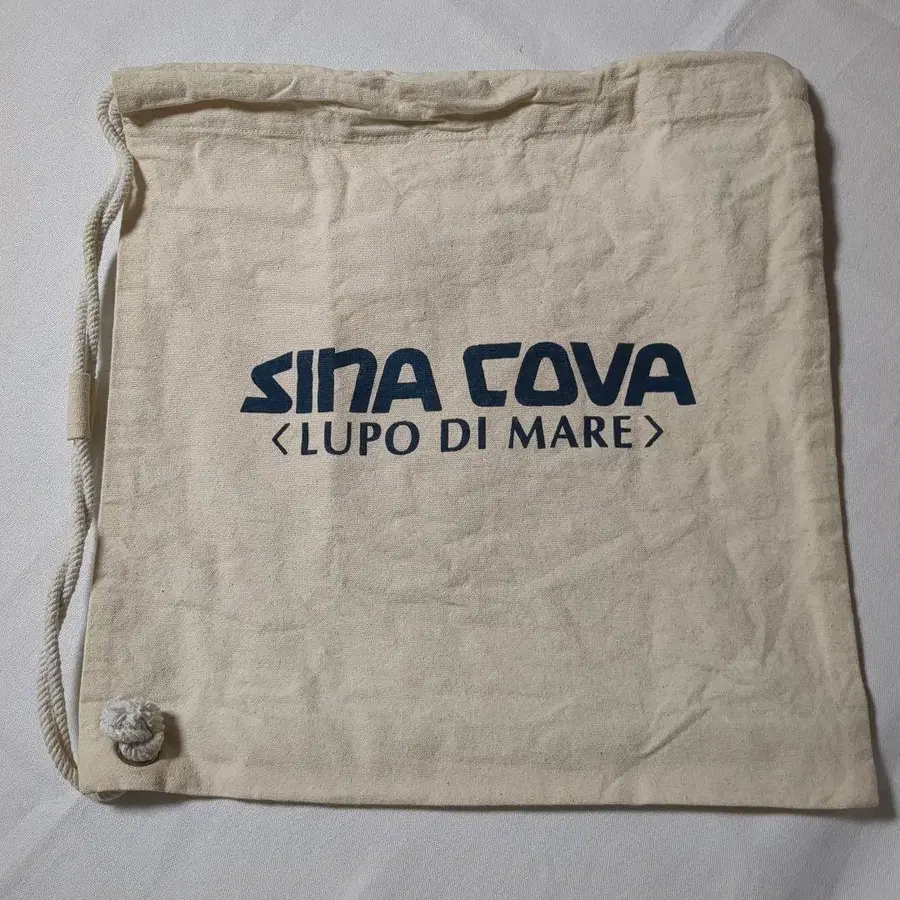 SINA COVA
<LUPO DI MARE>